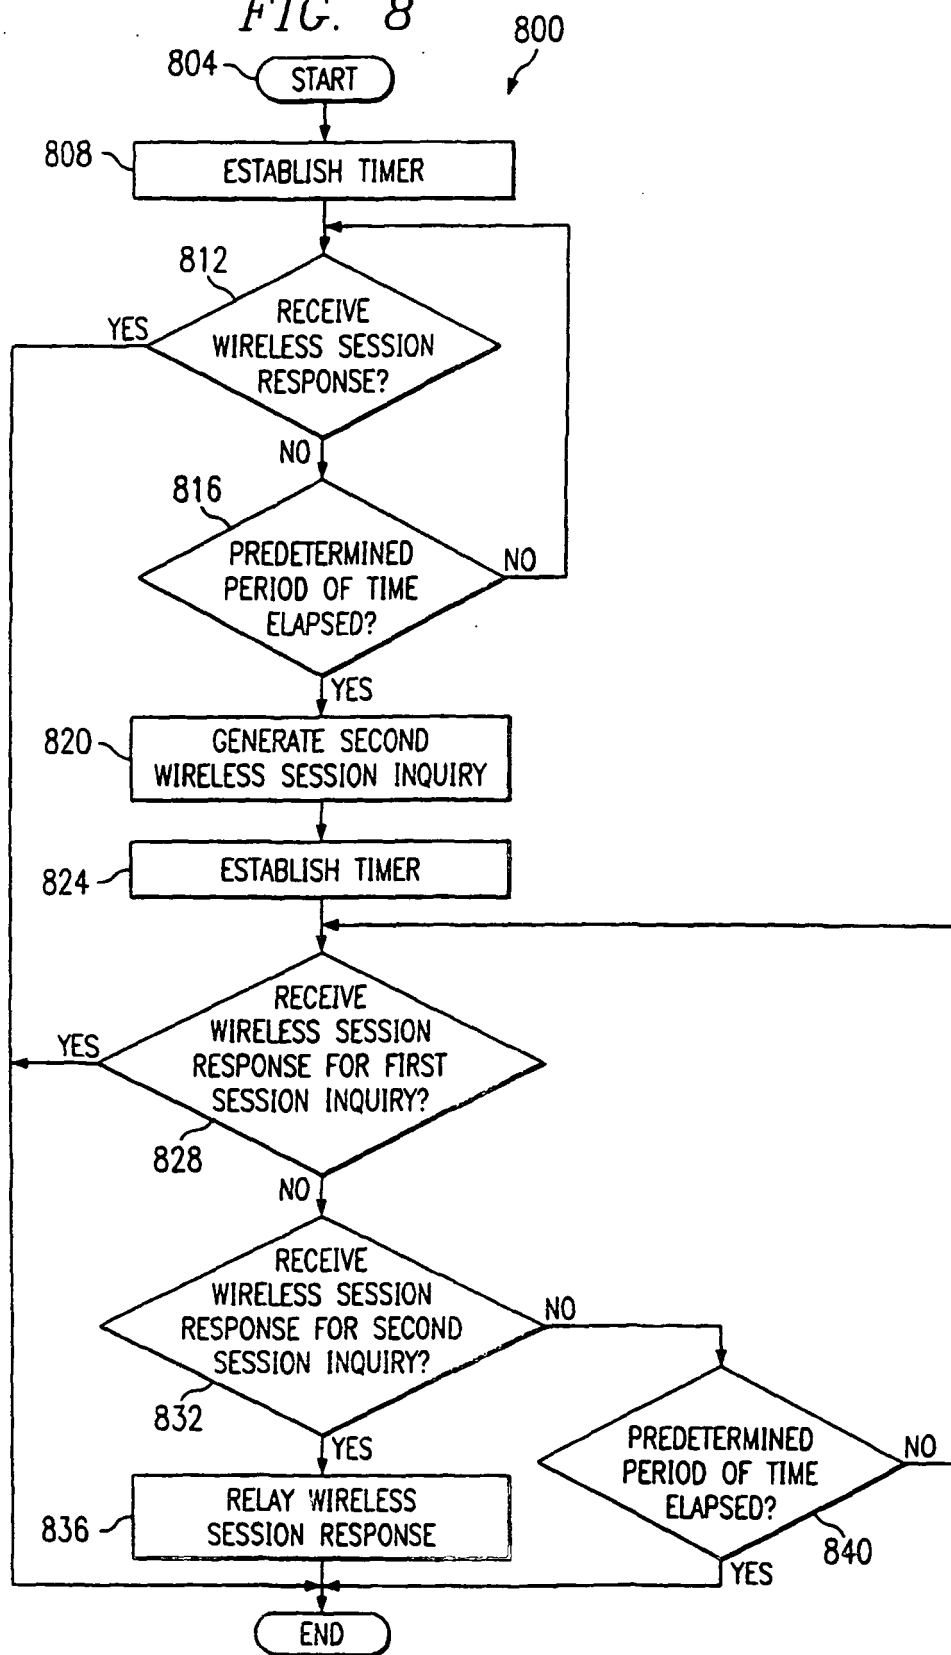 FIG. 8
800
804
START
808
ESTABLISH TIMER
812
RECEIVE
WIRELESS SESSION
RESPONSE?
YES
NO
816
PREDETERMINED
PERIOD OF TIME
ELAPSED?
NO
YES
820
GENERATE SECOND
WIRELESS SESSION INQUIRY
824
ESTABLISH TIMER
RECEIVE
WIRELESS SESSION
RESPONSE FOR FIRST
SESSION INQUIRY?
YES
828
NO
RECEIVE
WIRELESS SESSION
RESPONSE FOR SECOND
SESSION INQUIRY?
NO
832
YES
PREDETERMINED
PERIOD OF TIME
ELAPSED?
NO
840
YES
836
RELAY WIRELESS
SESSION RESPONSE
END